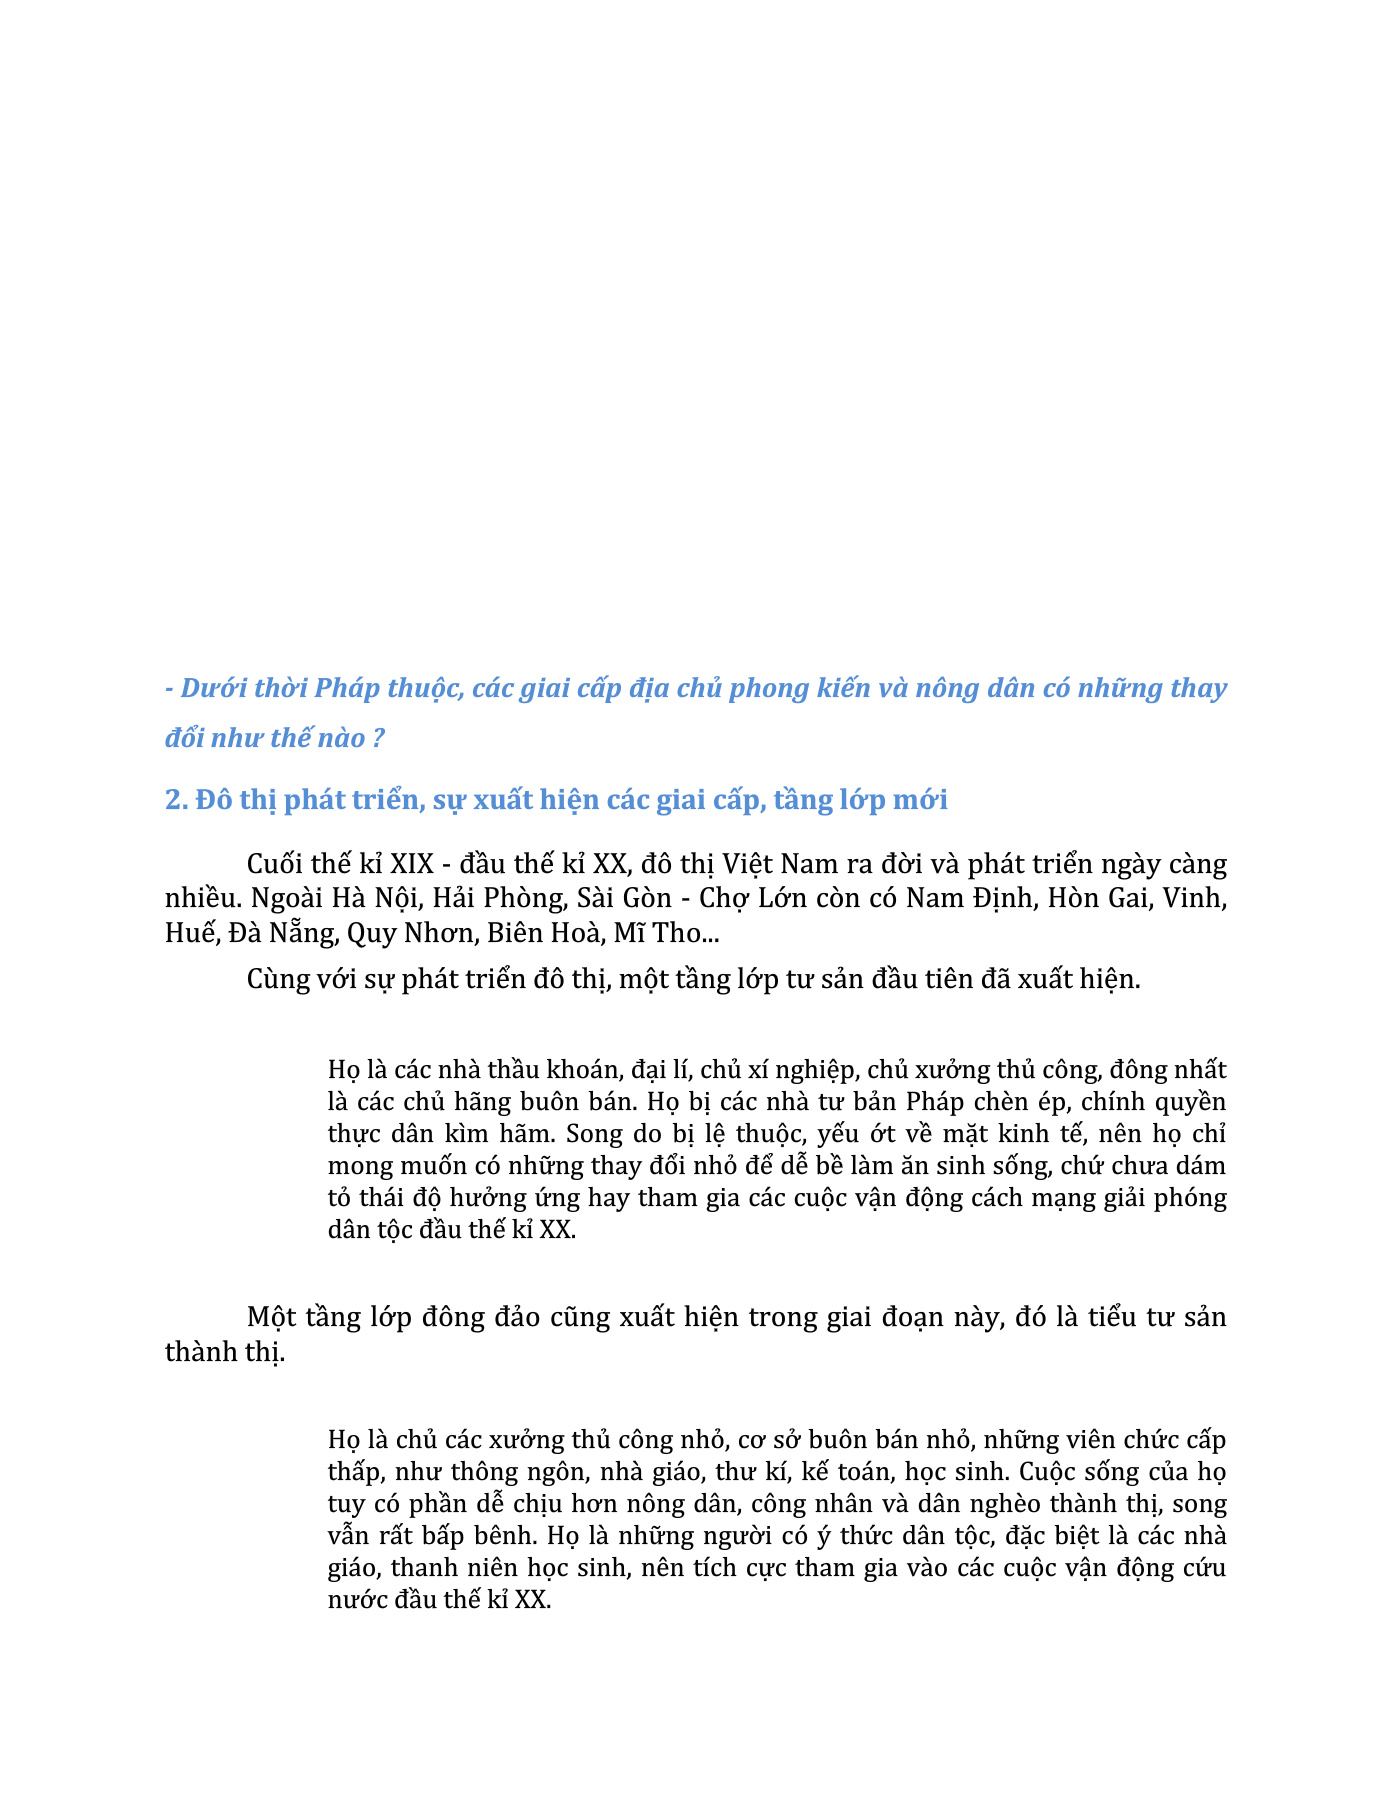 - Dưới thời Pháp thuộc, các giai cấp địa chủ phong kiến và nông dân có những thay
đổi như thế nào ?
2. Đô thị phát triển, sự xuất hiện các giai cấp, tầng lớp mới
Cuối thế kỉ XIX - đầu thế kỉ XX, đô thị Việt Nam ra đời và phát triển ngày càng
nhiều. Ngoài Hà Nội, Hải Phòng, Sài Gòn - Chợ Lớn còn có Nam Định, Hòn Gai, Vinh,
Huế, Đà Nẵng, Quy Nhơn, Biên Hoà, Mĩ Tho...
Cùng với sự phát triển đô thị, một tầng lớp tư sản đầu tiên đã xuất hiện.
Họ là các nhà thầu khoán, đại lí, chủ xí nghiệp, chủ xưởng thủ công, đông nhất
là các chủ hãng buôn bán. Họ bị các nhà tư bản Pháp chèn ép, chính quyền
thực dân kìm hãm. Song do bị lệ thuộc, yếu ớt về mặt kinh tế, nên họ chỉ
mong muốn có những thay đổi nhỏ để dễ bề làm ăn sinh sống, chứ chưa dám
tỏ thái độ hưởng ứng hay tham gia các cuộc vận động cách mạng giải phóng
dân tộc đầu thế kỉ XX.
Một tầng lớp đông đảo cũng xuất hiện trong giai đoạn này, đó là tiểu tư sản
thành thị.
Họ là chủ các xưởng thủ công nhỏ, cơ sở buôn bán nhỏ, những viên chức cấp
thấp, như thông ngôn, nhà giáo, thư kí, kế toán, học sinh. Cuộc sống của họ
tuy có phần dễ chịu hơn nông dân, công nhân và dân nghèo thành thị, song
vẫn rất bấp bênh. Họ là những người có ý thức dân tộc, đặc biệt là các nhà
giáo, thanh niên học sinh, nên tích cực tham gia vào các cuộc vận động cứu
nước đầu thế kỉ XX.